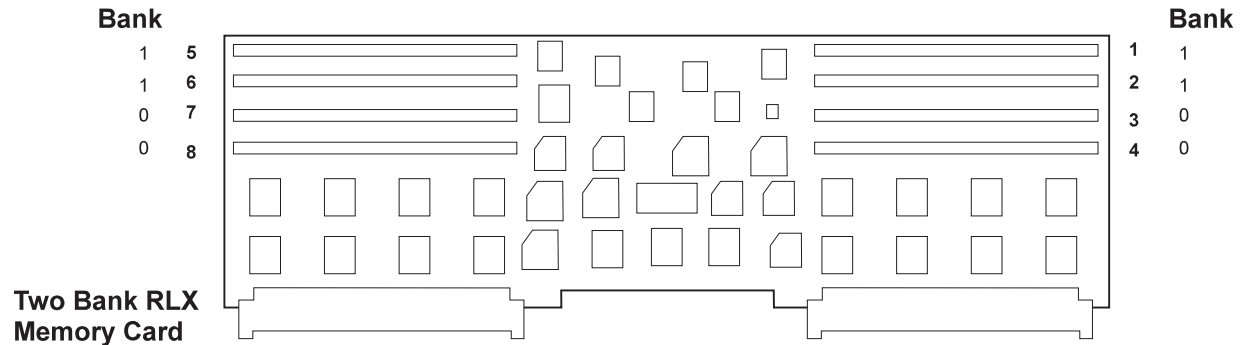 Bank Bank
1 5 1 1
1 6 2 1
0 7 3 0
0 8 4 0
Two Bank RLX
Memory Card